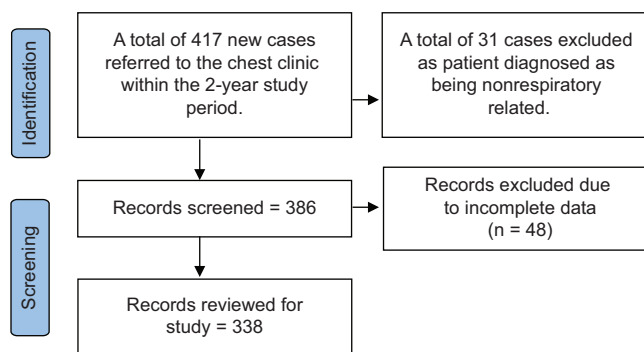 Identification
A total of 417 new cases
referred to the chest clinic
within the 2-year study
period.
A total of 31 cases excluded
as patient diagnosed as
being nonrespiratory
related.
Screening
Records screened = 386
Records excluded due
to incomplete data
(n = 48)
Records reviewed for
study = 338